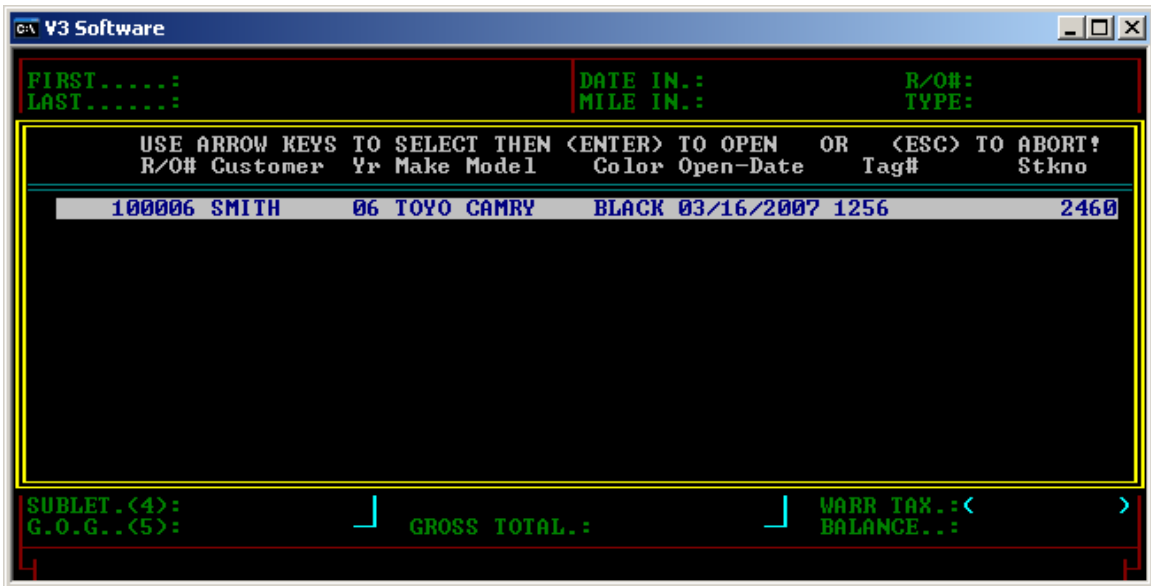 V3 Software
FIRST.....: DATE IN.: R/O#:
LAST......: MILE IN.: TYPE:
USE ARROW KEYS TO SELECT THEN <ENTER> TO OPEN OR <ESC> TO ABORT!
R/O# Customer Yr Make Model Color Open-Date Tag# Stkno
100006 SMITH 06 TOYO CAMRY BLACK 03/16/2007 1256 2460
SUBLET.(4): WARR TAX.:( )
G.O.G..(5): GROSS TOTAL.: BALANCE..: